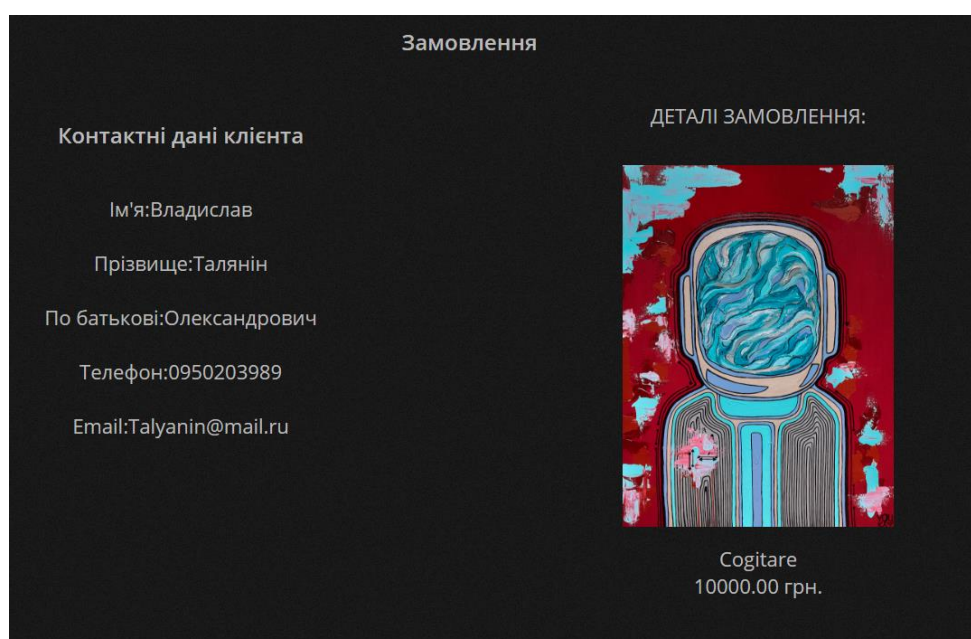 Замовлення
Контактні дані клієнта
Ім'я:Владислав
Прізвище:Талянін
По батькові:Олександрович
Телефон:0950203989
Email:Talyanin@mail.ru
ДЕТАЛІ ЗАМОВЛЕННЯ:
Cogitare
10000.00 грн.